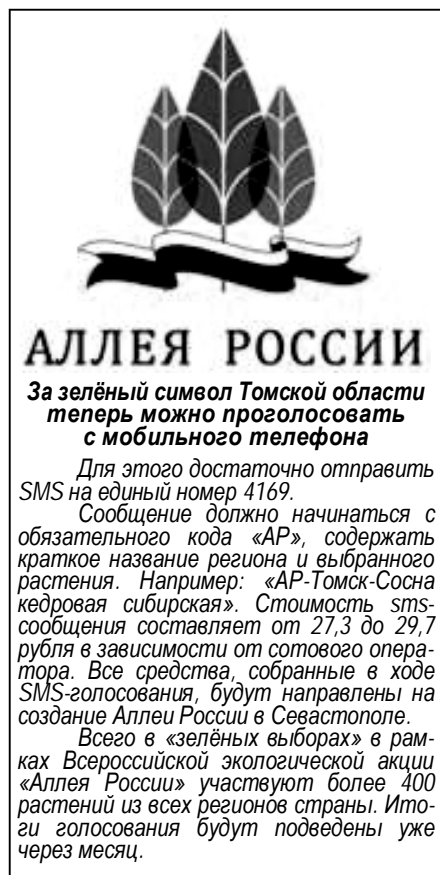 АЛЛЕЯ РОССИИ
За зелёный символ Томской области
теперь можно проголосовать
с мобильного телефона
Для этого достаточно отправить
SMS на единый номер 4169.
Сообщение должно начинаться с
обязательного кода «АР», содержать
краткое название региона и выбранного
растения. Например: «АР-Томск-Сосна
кедровая сибирская». Стоимость sms-
сообщения составляет от 27,3 до 29,7
рубля в зависимости от сотового опера-
тора. Все средства, собранные в ходе
SMS-голосования, будут направлены на
создание Аллеи России в Севастополе.
Всего в «зелёных выборах» в рам-
ках Всероссийской экологической акции
«Аллея России» участвуют более 400
растений из всех регионов страны. Ито-
ги голосования будут подведены уже
через месяц.